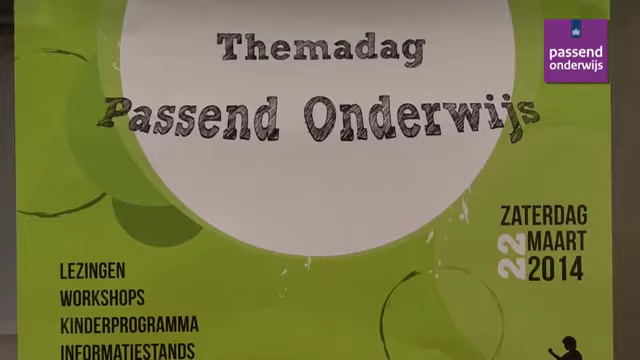 Themadag
Passend Onderwijs
passend
onderwijs
ZATERDAG
22 MAART
2014
LEZINGEN
WORKSHOPS
KINDERPROGRAMMA
INFORMATIESTANDS